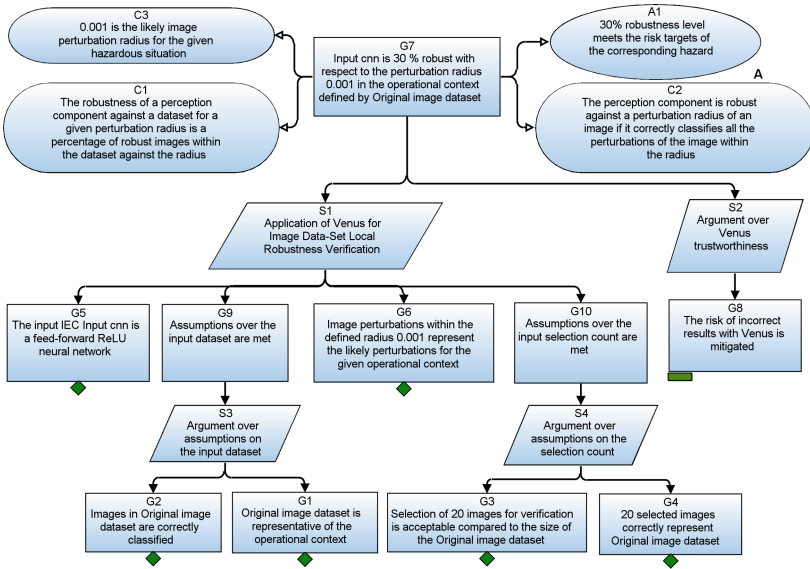 C3
0.001 is the likely image
perturbation radius for the given
hazardous situation
G7
Input cnn is 30 % robust with
respect to the perturbation radius
0.001 in the operational context
defined by Original image dataset
A1
30% robustness level
meets the risk targets
of the corresponding hazard
A
C1
The robustness of a perception
component against a dataset for a
given perturbation radius is a
percentage of robust images within
the dataset against the radius
C2
The perception component is robust
against a perturbation radius of an
image if it correctly classifies all the
perturbations of the image within
the radius
S1
Application of Venus for
Image Data-Set Local
Robustness Verification
S2
Argument over
Venus
trustworthiness
G5
The input IEC Input cnn is
a feed-forward ReLU
neural network
G9
Assumptions over the
input dataset are met
G6
Image perturbations within the
defined radius 0.001 represent
the likely perturbations for the
given operational context
G10
Assumptions over the
input selection count are
met
G8
The risk of incorrect
results with Venus is
mitigated
S3
Argument over
assumptions on
the input dataset
S4
Argument over
assumptions on the
selection count
G2
Images in Original image
dataset are correctly
classified
G1
Original image dataset is
representative of the
operational context
G3
Selection of 20 images for verification
is acceptable compared to the size of
the Original image dataset
G4
20 selected images
correctly represent
Original image dataset